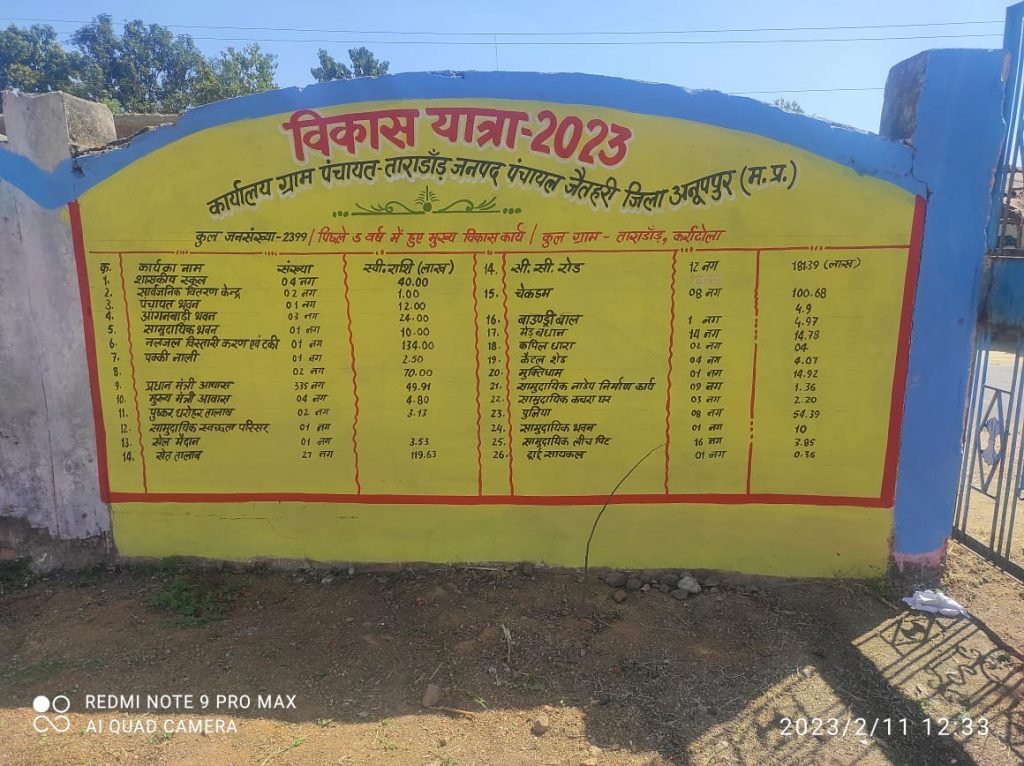 विकास यात्रा-2023
कार्यालय ग्राम पंचायत-ताराडाँड़ जनपद पंचायत जैतहरी जिला अनूपपुर (म.प्र.)
कुल जनसंख्या-2399 / पिछले 5 वर्ष में हुए मुख्य विकास कार्य / कुल ग्राम - ताराडाँड़, कर्राटोला
क्र. कार्य का नाम संख्या स्वी. राशि (लाख)
1. शासकीय स्कूल 04 नग 40.00
2. सार्वजनिक वितरण केन्द्र 02 नग 1.00
3. पंचायत भवन 01 नग 12.00
4. आंगनबाड़ी भवन 03 नग 24.00
5. सामुदायिक भवन 01 नग 10.00
6. नलजल विस्तारीकरण एवं टंकी 01 नग 134.00
7. पक्की नाली 01 नग 2.50
8. 02 नग 70.00
9. प्रधान मंत्री आवास 335 नग 49.91
10. मुख्य मंत्री आवास 04 नग 4.80
11. पुष्कर धरोहर तालाब 02 नग 3.13
12. सामुदायिक स्वच्छता परिसर 01 नग
13. खेल मैदान 01 नग 3.53
14. खेत तालाब 27 नग 119.63
14. सी.सी. रोड 12 नग 181.39 (लाख)
15. चेकडम 08 नग 100.68
4.9
16. बाउण्ड्री बाल 1 नग 4.97
17. मेड़ बंधान 14 नग 14.78
18. कपिल धारा 02 नग 04
19. कैटल शेड 04 नग 4.07
20. मुक्तिधाम 01 नग 14.92
21. सामुदायिक नाडेप निर्माण कार्य 09 नग 1.36
22. सामुदायिक कचरा घर 03 नग 2.20
23. पुलिया 08 नग 54.39
24. सामुदायिक भवन 01 नग 10
25. सामुदायिक लीच पिट 16 नग 3.85
26. ट्राई सायकल 01 नग 0.36
REDMI NOTE 9 PRO MAX
AI QUAD CAMERA
2023/2/11 12:33